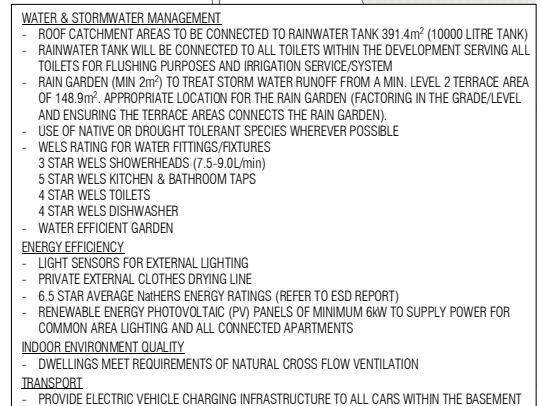 WATER & STORMWATER MANAGEMENT
- ROOF CATCHMENT AREAS TO BE CONNECTED TO RAINWATER TANK 391.4m² (10000 LITRE TANK)
- RAINWATER TANK WILL BE CONNECTED TO ALL TOILETS WITHIN THE DEVELOPMENT SERVING ALL
TOILETS FOR FLUSHING PURPOSES AND IRRIGATION SERVICE/SYSTEM
- RAIN GARDEN (MIN 2m²) TO TREAT STORM WATER RUNOFF FROM A MIN. LEVEL 2 TERRACE AREA
OF 148.9m². APPROPRIATE LOCATION FOR THE RAIN GARDEN (FACTORING IN THE GRADE/LEVEL
AND ENSURING THE TERRACE AREAS CONNECTS THE RAIN GARDEN).
- USE OF NATIVE OR DROUGHT TOLERANT SPECIES WHEREVER POSSIBLE
- WELS RATING FOR WATER FITTINGS/FIXTURES
3 STAR WELS SHOWERHEADS (7.5-9.0L/min)
5 STAR WELS KITCHEN & BATHROOM TAPS
4 STAR WELS TOILETS
4 STAR WELS DISHWASHER
- WATER EFFICIENT GARDEN
ENERGY EFFICIENCY
- LIGHT SENSORS FOR EXTERNAL LIGHTING
- PRIVATE EXTERNAL CLOTHES DRYING LINE
- 6.5 STAR AVERAGE NatHERS ENERGY RATINGS (REFER TO ESD REPORT)
- RENEWABLE ENERGY PHOTOVOLTAIC (PV) PANELS OF MINIMUM 6kW TO SUPPLY POWER FOR
COMMON AREA LIGHTING AND ALL CONNECTED APARTMENTS
INDOOR ENVIRONMENT QUALITY
- DWELLINGS MEET REQUIREMENTS OF NATURAL CROSS FLOW VENTILATION
TRANSPORT
- PROVIDE ELECTRIC VEHICLE CHARGING INFRASTRUCTURE TO ALL CARS WITHIN THE BASEMENT